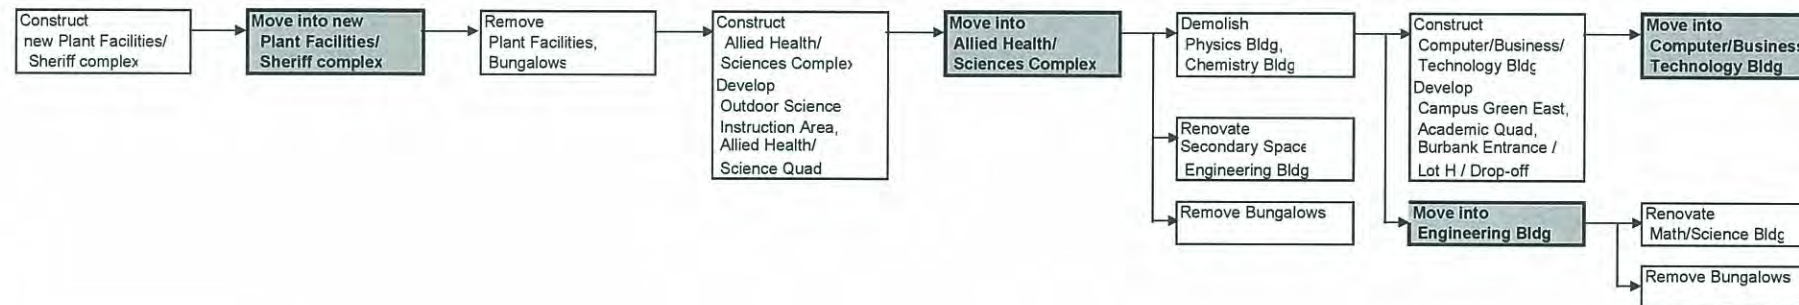 Construct
new Plant Facilities/
Sheriff complex
Move into new
Plant Facilities/
Sheriff complex
Remove
Plant Facilities,
Bungalows
Construct
Allied Health/
Sciences Complex
Develop
Outdoor Science
Instruction Area,
Allied Health/
Science Quad
Move into
Allied Health/
Sciences Complex
Demolish
Physics Bldg,
Chemistry Bldg
Renovate
Secondary Space
Engineering Bldg
Remove Bungalows
Construct
Computer/Business/
Technology Bldg
Develop
Campus Green East,
Academic Quad,
Burbank Entrance /
Lot H / Drop-off
Move into
Engineering Bldg
Move into
Computer/Business
Technology Bldg
Renovate
Math/Science Bldg
Remove Bungalows